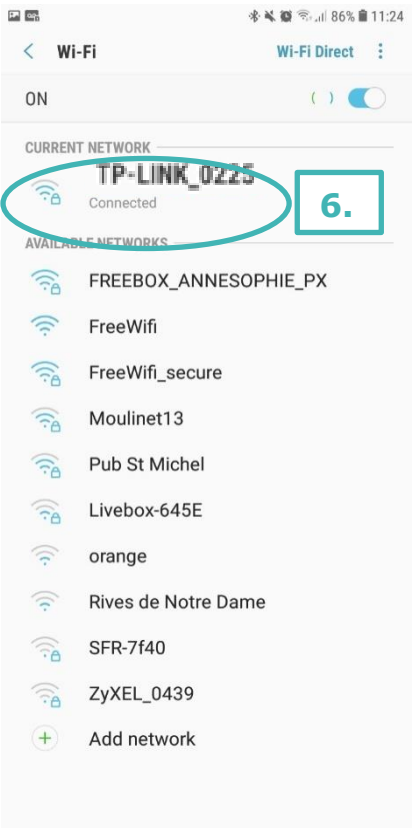 86% 11:24
Wi-Fi Wi-Fi Direct
ON
CURRENT NETWORK
TP-LINK_0225
Connected
6.
AVAILABLE NETWORKS
FREEBOX_ANNESOPHIE_PX
FreeWifi
FreeWifi_secure
Moulinet13
Pub St Michel
Livebox-645E
orange
Rives de Notre Dame
SFR-7f40
ZyXEL_0439
Add network